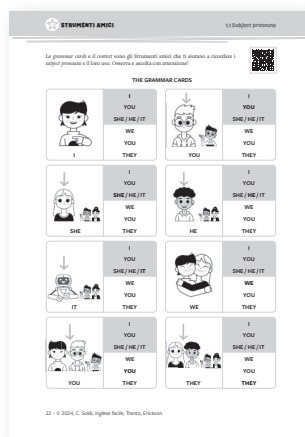 STRUMENTI AMICI
1.1 Subject pronouns
Le grammar cards e il contesto sono gli Strumenti amici che ti aiutano a ricordare i
subject pronouns e il loro uso. Osserva e ascolta con attenzione!
THE GRAMMAR CARDS
I
I
YOU
SHE / HE / IT
WE
YOU
THEY
YOU
I
YOU
SHE / HE / IT
WE
YOU
THEY
SHE
I
YOU
SHE / HE / IT
WE
YOU
THEY
HE
I
YOU
SHE / HE / IT
WE
YOU
THEY
IT
I
YOU
SHE / HE / IT
WE
YOU
THEY
WE
I
YOU
SHE / HE / IT
WE
YOU
THEY
YOU
I
YOU
SHE / HE / IT
WE
YOU
THEY
THEY
I
YOU
SHE / HE / IT
WE
YOU
THEY
22 – © 2024, C. Soldi, Inglese facile, Trento, Erickson